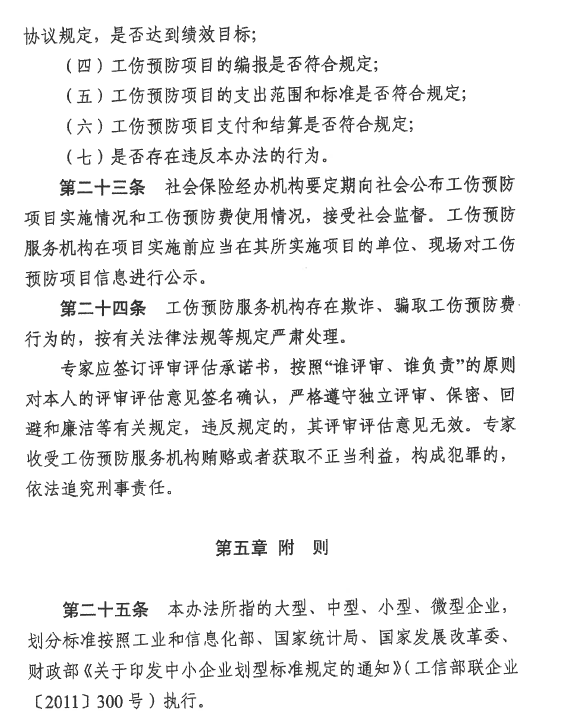 协议规定，是否达到绩效目标；
（四）工伤预防项目的编报是否符合规定；
（五）工伤预防项目的支出范围和标准是否符合规定；
（六）工伤预防项目支付和结算是否符合规定；
（七）是否存在违反本办法的行为。
第二十三条 社会保险经办机构要定期向社会公布工伤预防
项目实施情况和工伤预防费使用情况，接受社会监督。工伤预防
服务机构在项目实施前应当在其所实施项目的单位、现场对工伤
预防项目信息进行公示。
第二十四条 工伤预防服务机构存在欺诈、骗取工伤预防费
行为的，按有关法律法规等规定严肃处理。
专家应签订评审评估承诺书，按照“谁评审、谁负责”的原则
对本人的评审评估意见签名确认，严格遵守独立评审、保密、回
避和廉洁等有关规定，违反规定的，其评审评估意见无效。专家
收受工伤预防服务机构贿赂或者获取不正当利益，构成犯罪的，
依法追究刑事责任。
第五章 附 则
第二十五条 本办法所指的大型、中型、小型、微型企业，
划分标准按照工业和信息化部、国家统计局、国家发展改革委、
财政部《关于印发中小企业划型标准规定的通知》（工信部联企业
〔2011〕300号）执行。